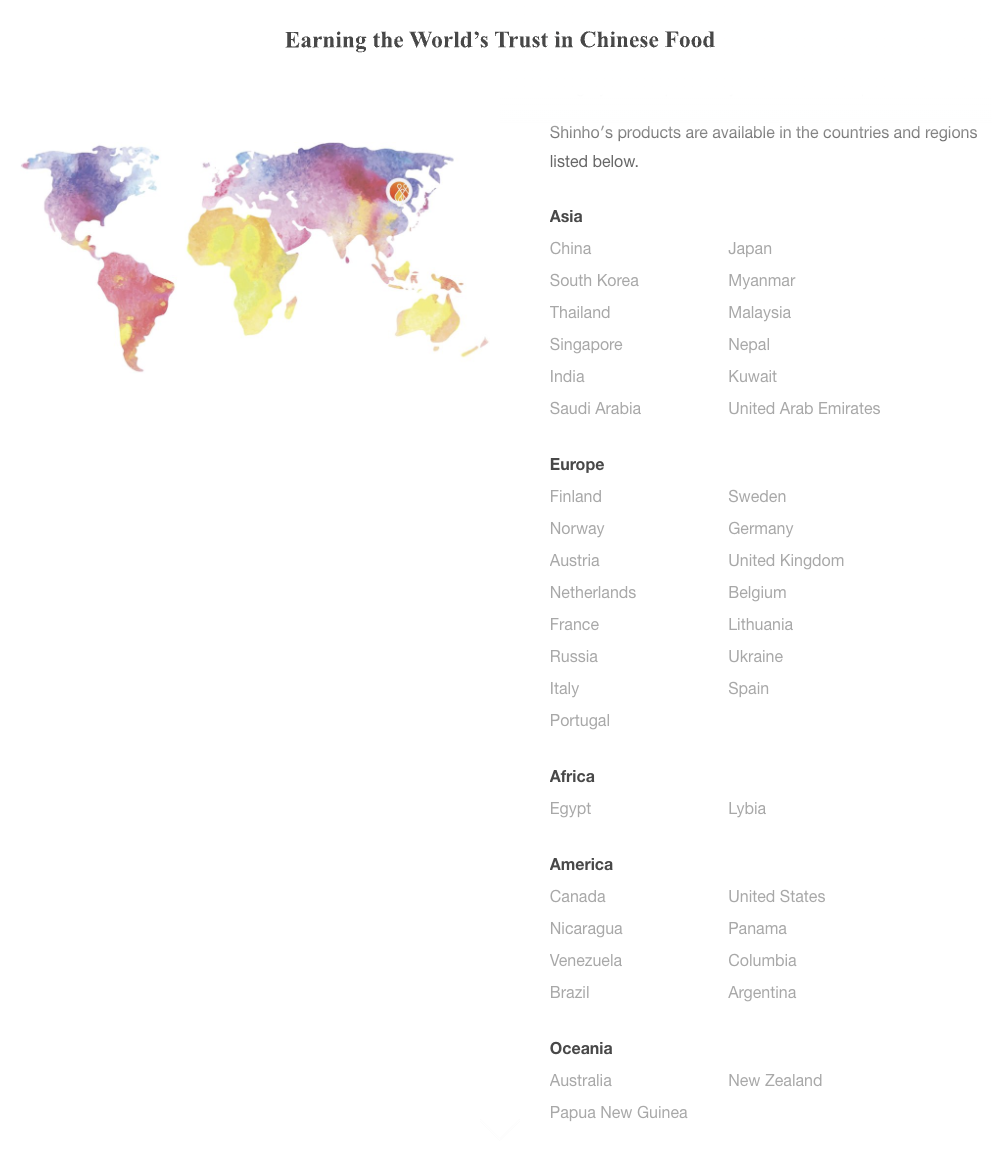 Earning the World’s Trust in Chinese Food
Shinho′s products are available in the countries and regions
listed below.
Asia
China Japan
South Korea Myanmar
Thailand Malaysia
Singapore Nepal
India Kuwait
Saudi Arabia United Arab Emirates
Europe
Finland Sweden
Norway Germany
Austria United Kingdom
Netherlands Belgium
France Lithuania
Russia Ukraine
Italy Spain
Portugal
Africa
Egypt Lybia
America
Canada United States
Nicaragua Panama
Venezuela Columbia
Brazil Argentina
Oceania
Australia New Zealand
Papua New Guinea